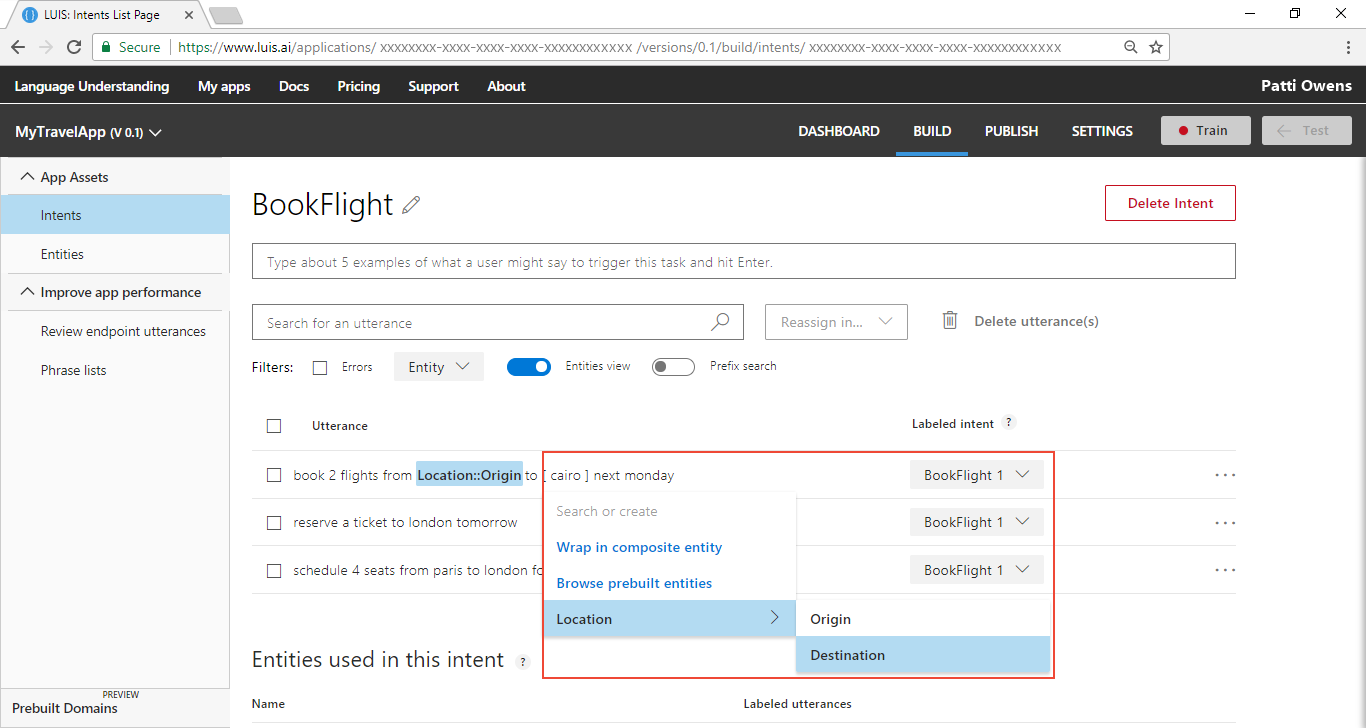 LUIS: Intents List Page
Secure https://www.luis.ai/applications/ xxxxxxxx-xxxx-xxxx-xxxx-xxxxxxxxxxxx /versions/0.1/build/intents/ xxxxxxxx-xxxx-xxxx-xxxx-xxxxxxxxxxxx
Language Understanding My apps Docs Pricing Support About Patti Owens
MyTravelApp (V 0.1) DASHBOARD BUILD PUBLISH SETTINGS Train Test
App Assets
Intents
Entities
Improve app performance
Review endpoint utterances
Phrase lists
PREVIEW
Prebuilt Domains
BookFlight Delete Intent
Type about 5 examples of what a user might say to trigger this task and hit Enter.
Search for an utterance Reassign in... Delete utterance(s)
Filters: Errors Entity Entities view Prefix search
Utterance Labeled intent ?
book 2 flights from Location::Origin to [ cairo ] next monday BookFlight 1 ...
reserve a ticket to london tomorrow BookFlight 1 ...
schedule 4 seats from paris to london fo BookFlight 1 ...
Search or create
Wrap in composite entity
Browse prebuilt entities
Location Origin
Destination
Entities used in this intent ?
Name Labeled utterances